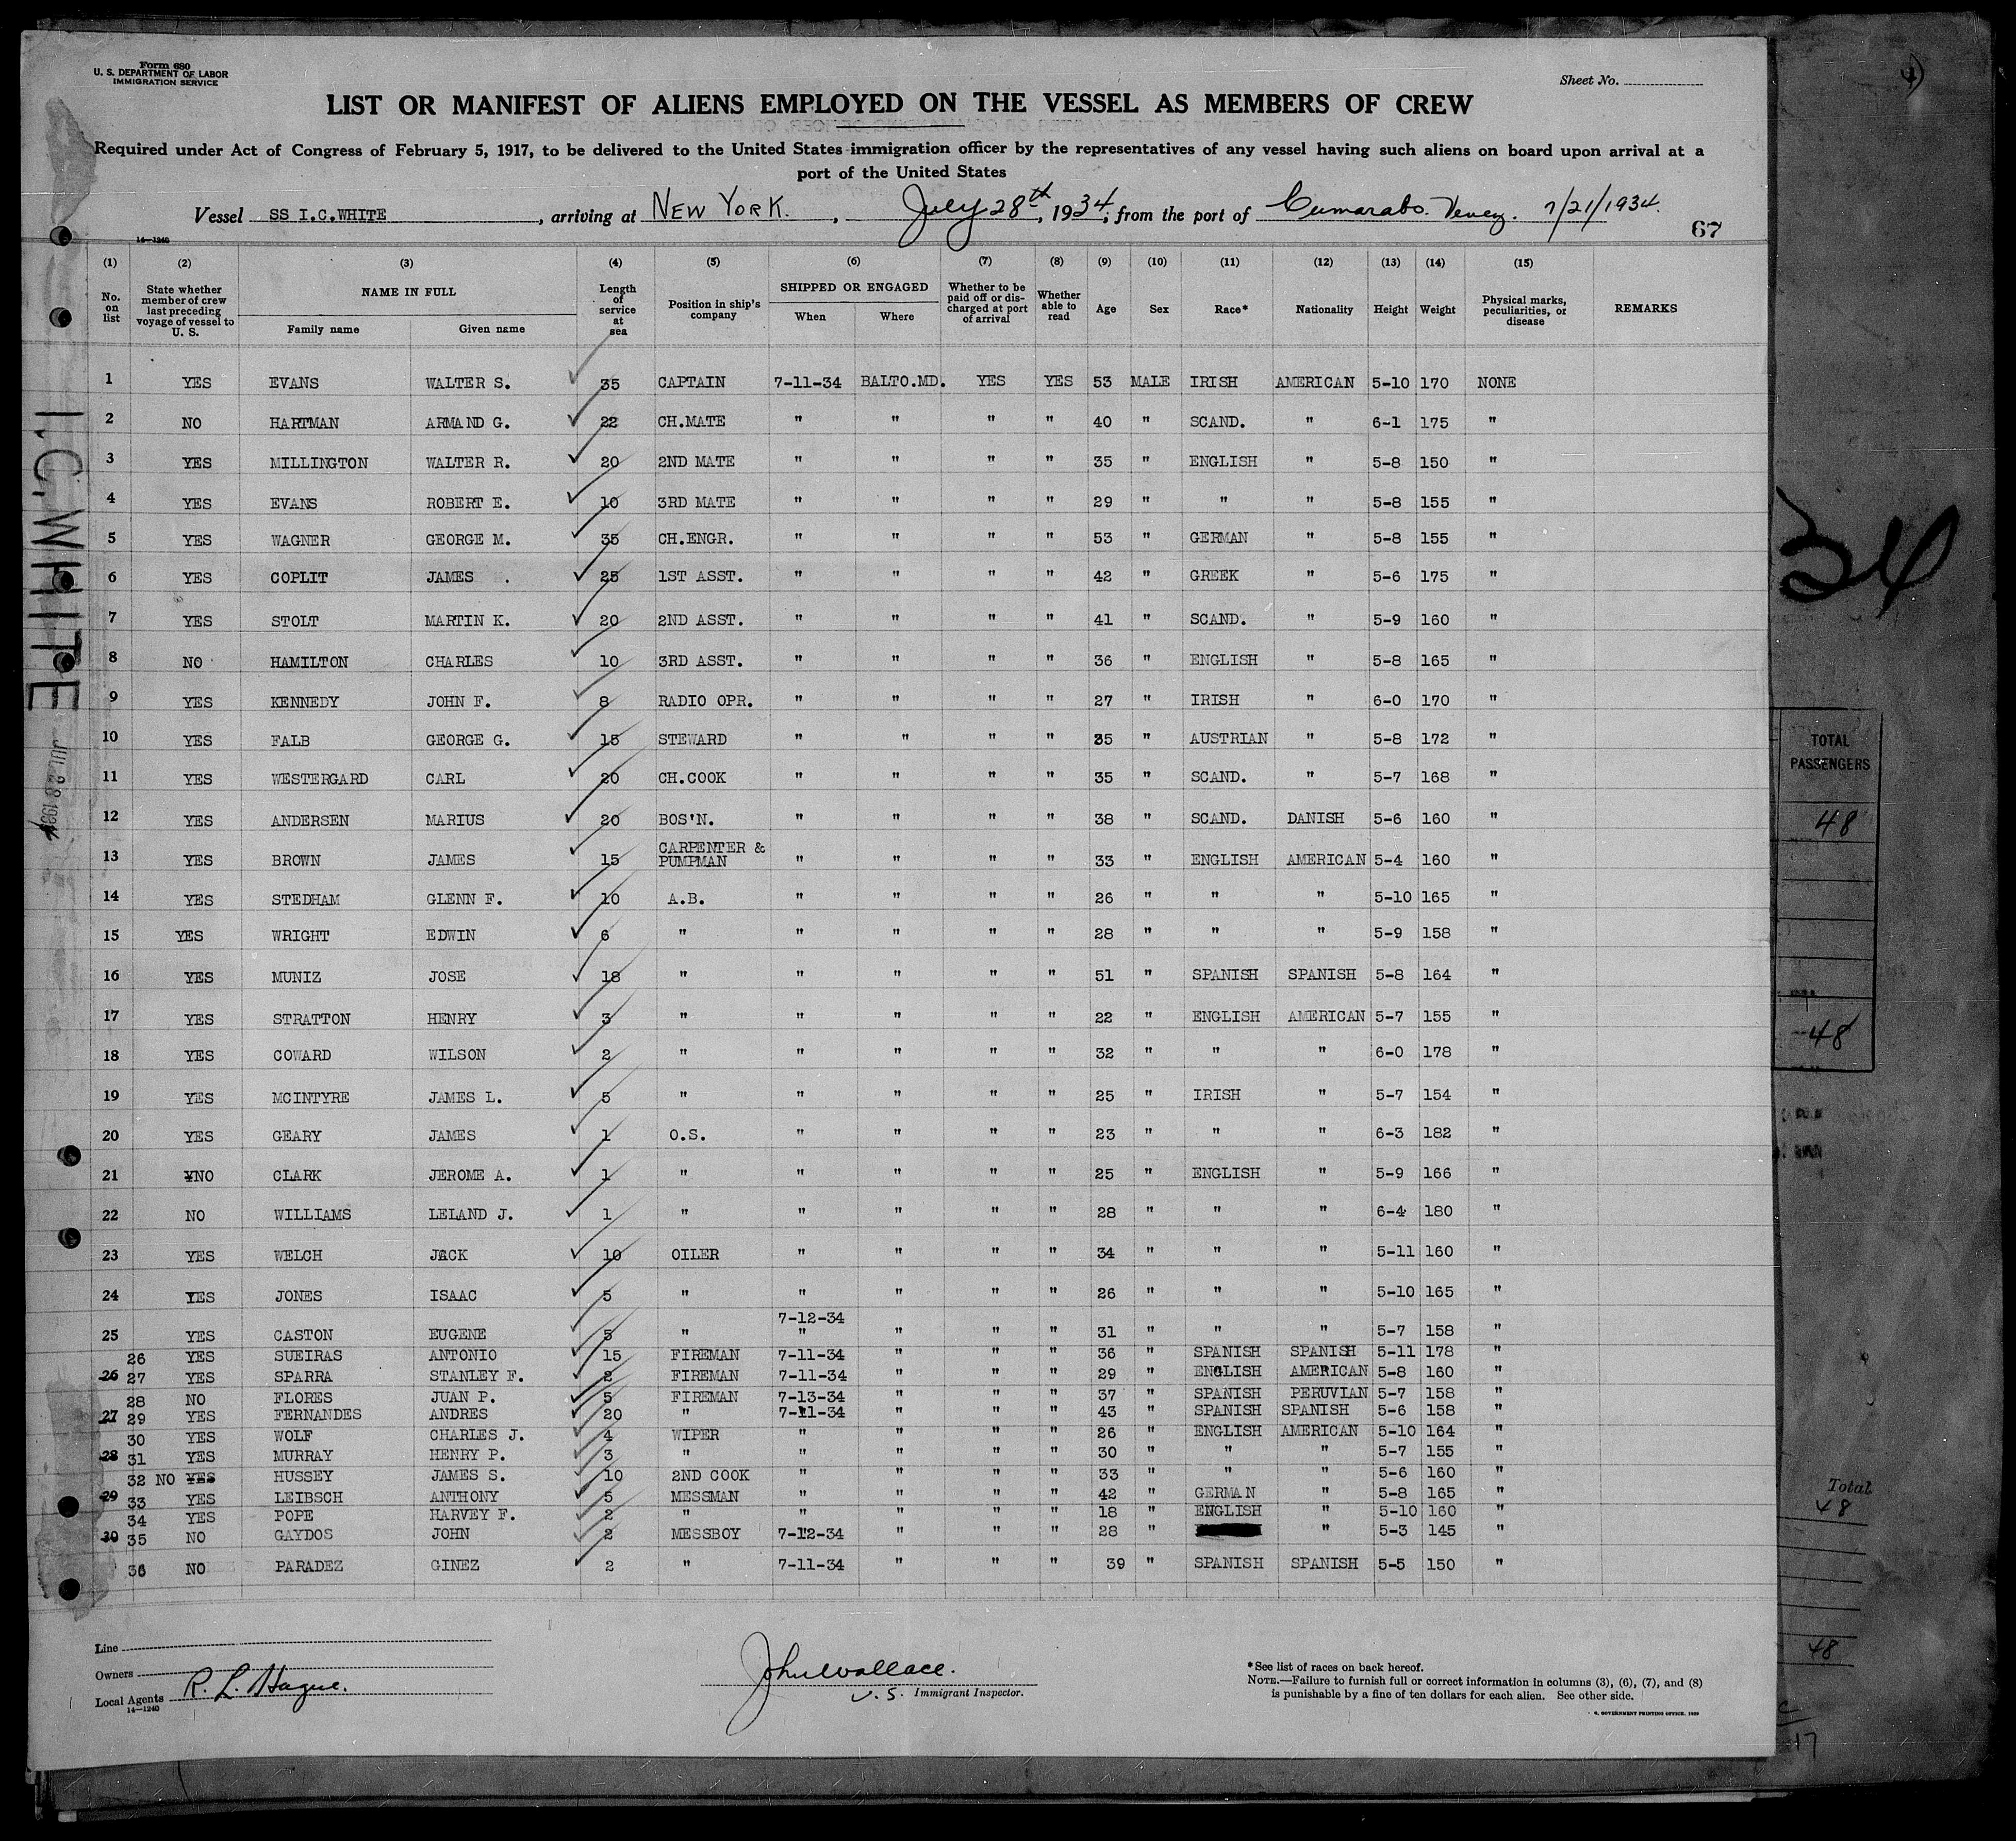 Form 680
U. S. DEPARTMENT OF LABOR
IMMIGRATION SERVICE
Sheet No.
LIST OR MANIFEST OF ALIENS EMPLOYED ON THE VESSEL AS MEMBERS OF CREW
Required under Act of Congress of February 5, 1917, to be delivered to the United States immigration officer by the representatives of any vessel having such aliens on board upon arrival at a
port of the United States
Vessel SS I.C.WHITE, arriving at NEW YORK., July 28th, 1934, from the port of Cumarabo. Venez. 7/21/1934.
67
14—1240
(1) (2) (3) (4) (5) (6) (7) (8) (9) (10) (11) (12) (13) (14) (15)
No. on list | State whether member of crew last preceding voyage of vessel to U. S. | NAME IN FULL Family name Given name | Length of service at sea | Position in ship's company | SHIPPED OR ENGAGED When Where | Whether to be paid off or discharged at port of arrival | Whether able to read | Age | Sex | Race* | Nationality | Height | Weight | Physical marks, peculiarities, or disease | REMARKS
1 YES EVANS WALTER S. 35 CAPTAIN 7-11-34 BALTO.MD. YES YES 53 MALE IRISH AMERICAN 5-10 170 NONE
2 NO HARTMAN ARMAND G. 22 CH.MATE " " " " 40 " SCAND. " 6-1 175 "
3 YES MILLINGTON WALTER R. 20 2ND MATE " " " " 35 " ENGLISH " 5-8 150 "
4 YES EVANS ROBERT E. 10 3RD MATE " " " " 29 " " " 5-8 155 "
5 YES WAGNER GEORGE M. 35 CH.ENGR. " " " " 53 " GERMAN " 5-8 155 "
6 YES COPLIT JAMES . 25 1ST ASST. " " " " 42 " GREEK " 5-6 175 "
7 YES STOLT MARTIN K. 20 2ND ASST. " " " " 41 " SCAND. " 5-9 160 "
8 NO HAMILTON CHARLES 10 3RD ASST. " " " " 36 " ENGLISH " 5-8 165 "
9 YES KENNEDY JOHN F. 8 RADIO OPR. " " " " 27 " IRISH " 6-0 170 "
10 YES FALB GEORGE G. 15 STEWARD " " " " 35 " AUSTRIAN " 5-8 172 "
11 YES WESTERGARD CARL 20 CH.COOK " " " " 35 " SCAND. " 5-7 168 "
12 YES ANDERSEN MARIUS 20 BOS'N. " " " " 38 " SCAND. DANISH 5-6 160 "
13 YES BROWN JAMES 15 CARPENTER & PUMPMAN " " " " 33 " ENGLISH AMERICAN 5-4 160 "
14 YES STEDHAM GLENN F. 10 A.B. " " " " 26 " " " 5-10 165 "
15 YES WRIGHT EDWIN 6 " " " " " 28 " " " 5-9 158 "
16 YES MUNIZ JOSE 18 " " " " " 51 " SPANISH SPANISH 5-8 164 "
17 YES STRATTON HENRY 3 " " " " " 22 " ENGLISH AMERICAN 5-7 155 "
18 YES COWARD WILSON 2 " " " " " 32 " " " 6-0 178 "
19 YES MCINTYRE JAMES L. 5 " " " " " 25 " IRISH " 5-7 154 "
20 YES GEARY JAMES 1 O.S. " " " " 23 " " " 6-3 182 "
21 YNO CLARK JEROME A. 1 " " " " " 25 " ENGLISH " 5-9 166 "
22 NO WILLIAMS LELAND J. 1 " " " " " 28 " " " 6-4 180 "
23 YES WELCH JACK 10 OILER " " " " 34 " " " 5-11 160 "
24 YES JONES ISAAC 5 " " " " " 26 " " " 5-10 165 "
7-12-34
25 YES CASTON EUGENE 5 " " " " " 31 " " " 5-7 158 "
26 YES SUEIRAS ANTONIO 15 FIREMAN 7-11-34 " " " 36 " SPANISH SPANISH 5-11 178 "
26 27 YES SPARRA STANLEY F. 2 FIREMAN 7-11-34 " " " 29 " ENGLISH AMERICAN 5-8 160 "
28 NO FLORES JUAN P. 5 FIREMAN 7-13-34 " " " 37 " SPANISH PERUVIAN 5-7 158 "
27 29 YES FERNANDES ANDRES 20 " 7-11-34 " " " 43 " SPANISH SPANISH 5-6 158 "
30 YES WOLF CHARLES J. 4 WIPER " " " " 26 " ENGLISH AMERICAN 5-10 164 "
28 31 YES MURRAY HENRY P. 3 " " " " " 30 " " " 5-7 155 "
32 NO YES HUSSEY JAMES S. 10 2ND COOK " " " " 33 " " " 5-6 160 "
29 33 YES LEIBSCH ANTHONY 5 MESSMAN " " " " 42 " GERMAN " 5-8 165 "
34 YES POPE HARVEY F. 2 " " " " " 18 " ENGLISH " 5-10 160 "
30 35 NO GAYDOS JOHN 2 MESSBOY 7-12-34 " " " 28 " " 5-3 145 "
36 NO PARADEZ GINEZ 2 " 7-11-34 " " " 39 " SPANISH SPANISH 5-5 150 "
Line
Owners
Local Agents R. L. Hague.
14—1240
John Wallace.
U. S. Immigrant Inspector.
*See list of races on back hereof.
NOTE.—Failure to furnish full or correct information in columns (3), (6), (7), and (8)
is punishable by a fine of ten dollars for each alien. See other side.
GOVERNMENT PRINTING OFFICE. 1929
I.C. WHITE
JUL 28 1934
34
TOTAL
PASSENGERS
48
48
Total
48
48
17